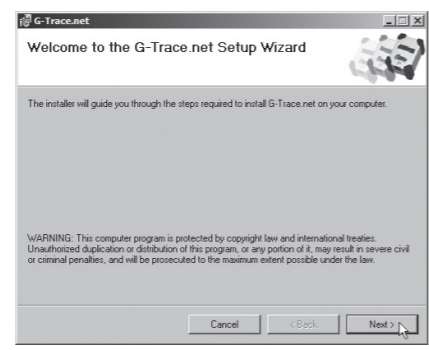 G-Trace.net
Welcome to the G-Trace.net Setup Wizard
The installer will guide you through the steps required to install G-Trace.net on your computer.
WARNING: This computer program is protected by copyright law and international treaties.
Unauthorized duplication or distribution of this program, or any portion of it, may result in severe civil
or criminal penalties, and will be prosecuted to the maximum extent possible under the law.
Cancel
< Back
Next >